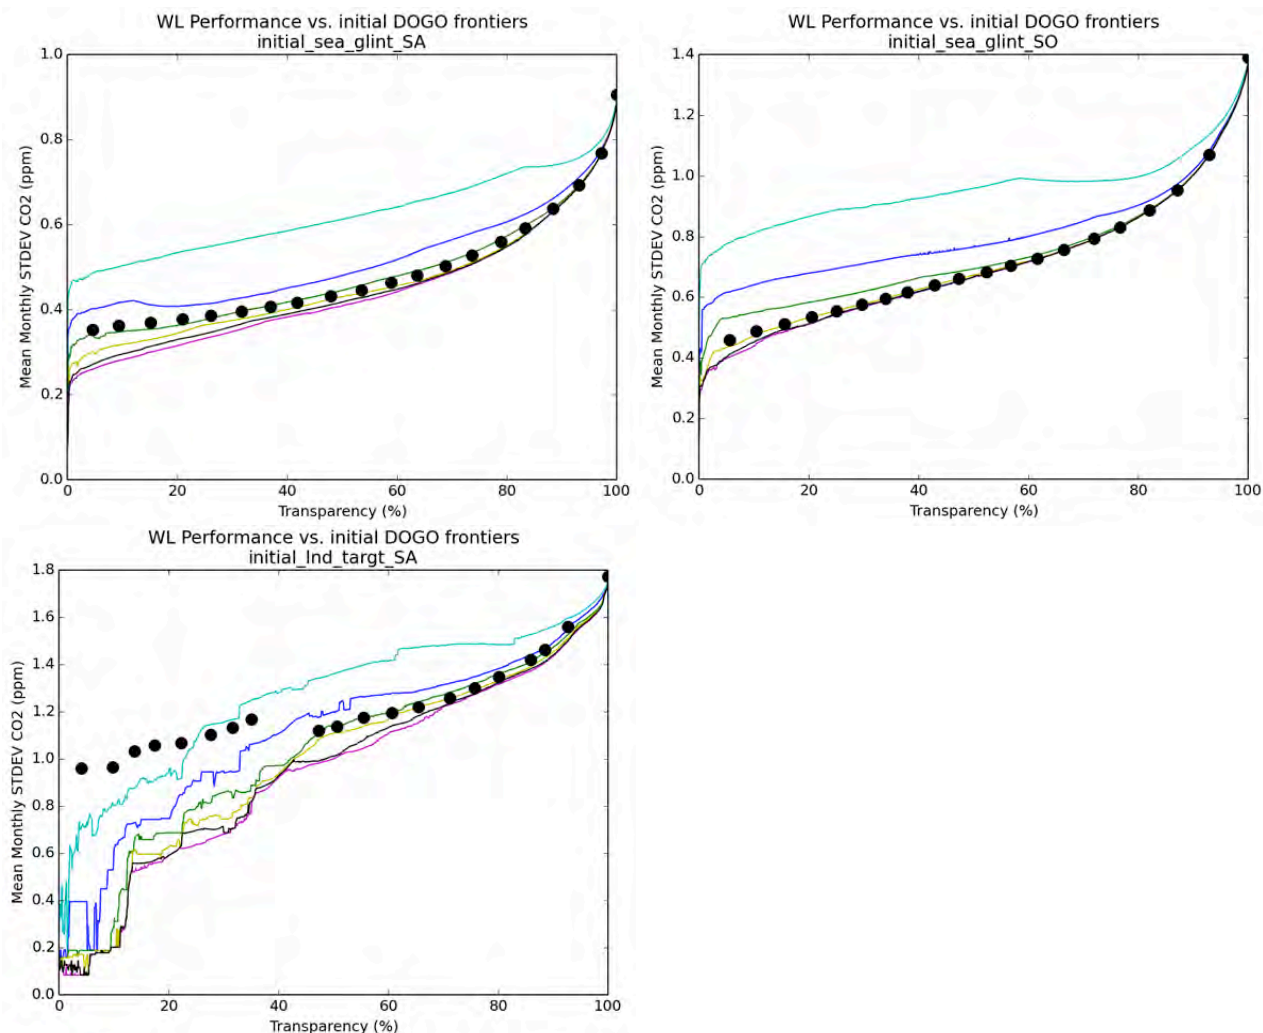 WL Performance vs. initial DOGO frontiers
initial_sea_glint_SA
1.0
0.8
0.6
0.4
0.2
0.0
Mean Monthly STDEV CO2 (ppm)
0 20 40 60 80 100
Transparency (%)
WL Performance vs. initial DOGO frontiers
initial_sea_glint_SO
1.4
1.2
1.0
0.8
0.6
0.4
0.2
0.0
Mean Monthly STDEV CO2 (ppm)
0 20 40 60 80 100
Transparency (%)
WL Performance vs. initial DOGO frontiers
initial_lnd_targt_SA
1.8
1.6
1.4
1.2
1.0
0.8
0.6
0.4
0.2
0.0
Mean Monthly STDEV CO2 (ppm)
0 20 40 60 80 100
Transparency (%)